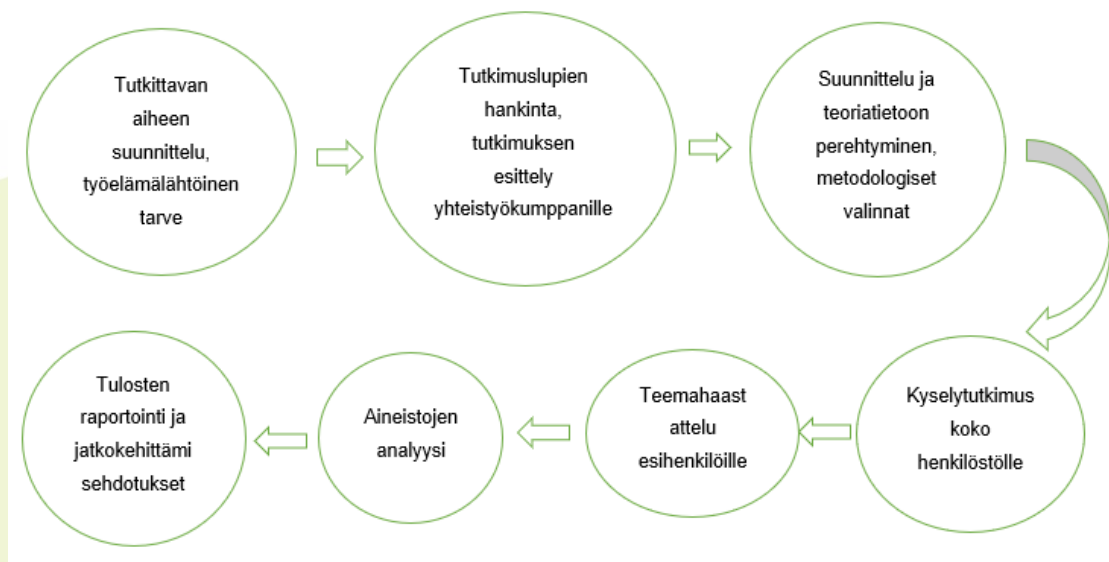 Tutkittavan
aiheen
suunnittelu,
työelämälähtöinen
tarve
Tutkimuslupien
hankinta,
tutkimuksen
esittely
yhteistyökumppanille
Suunnittelu ja
teoriatietoon
perehtyminen,
metodologiset
valinnat
Kyselytutkimus
koko
henkilöstölle
Teemahaast
attelu
esihenkilöille
Aineistojen
analyysi
Tulosten
raportointi ja
jatkokehittämi
sehdotukset